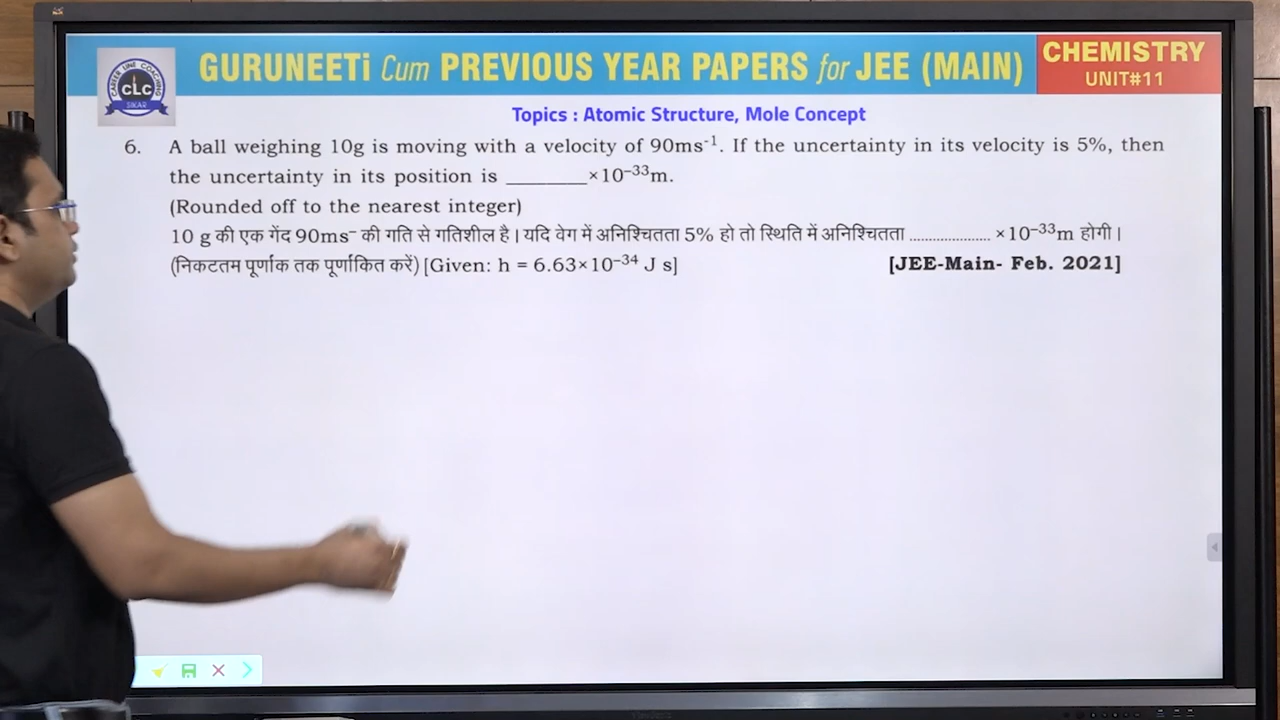 GURUNEETi Cum PREVIOUS YEAR PAPERS for JEE (MAIN)
CHEMISTRY
UNIT#11
CAREER LINE COACHING
CLC
SIKAR
Topics : Atomic Structure, Mole Concept
6. A ball weighing 10g is moving with a velocity of 90ms⁻¹. If the uncertainty in its velocity is 5%, then
the uncertainty in its position is ________×10⁻³³m.
(Rounded off to the nearest integer)
10 g की एक गेंद 90ms⁻ की गति से गतिशील है। यदि वेग में अनिश्चितता 5% हो तो स्थिति में अनिश्चितता .................... ×10⁻³³m होगी।
(निकटतम पूर्णांक तक पूर्णांकित करें) [Given: h = 6.63×10⁻³⁴ J s] [JEE-Main- Feb. 2021]